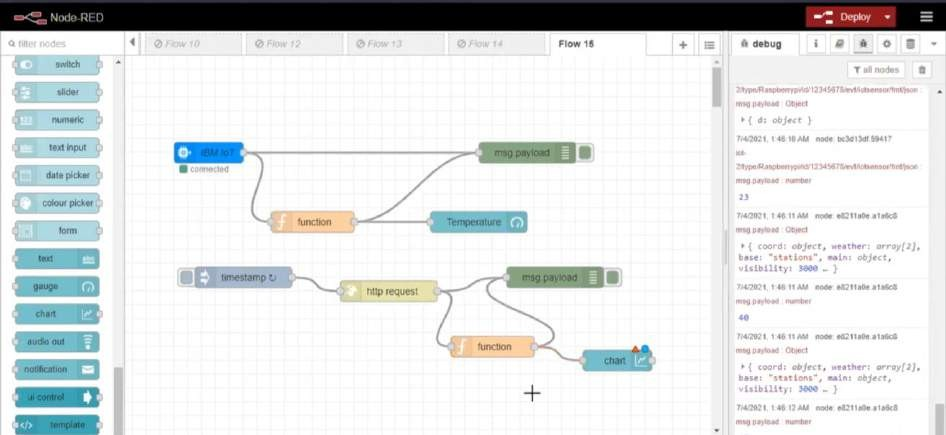 Node-RED
Deploy
filter nodes
Flow 10
Flow 12
Flow 13
Flow 14
Flow 15
debug
i
all nodes
switch
slider
numeric
text input
date picker
colour picker
form
text
gauge
chart
audio out
notification
ui control
template
IBM IoT
connected
msg.payload
function
Temperature
timestamp ↻
http request
msg.payload
function
chart
2/type/Raspberrypi/id/12345678/evt/iotsensor/fmt/json :
msg.payload : Object
{ d: object }
7/4/2021, 1:46:10 AM node: bc3d13df.59417
iot-
2/type/Raspberrypi/id/12345678/evt/iotsensor/fmt/json :
msg.payload : number
23
7/4/2021, 1:46:11 AM node: e8211a0e.a1a6c8
msg.payload : Object
{ coord: object, weather: array[2],
base: "stations", main: object,
visibility: 3000 … }
7/4/2021, 1:46:11 AM node: e8211a0e.a1a6c8
msg.payload : number
40
7/4/2021, 1:46:11 AM node: e8211a0e.a1a6c8
msg.payload : Object
{ coord: object, weather: array[2],
base: "stations", main: object,
visibility: 3000 … }
7/4/2021, 1:46:12 AM node: e8211a0e.a1a6c8
msg.payload : number